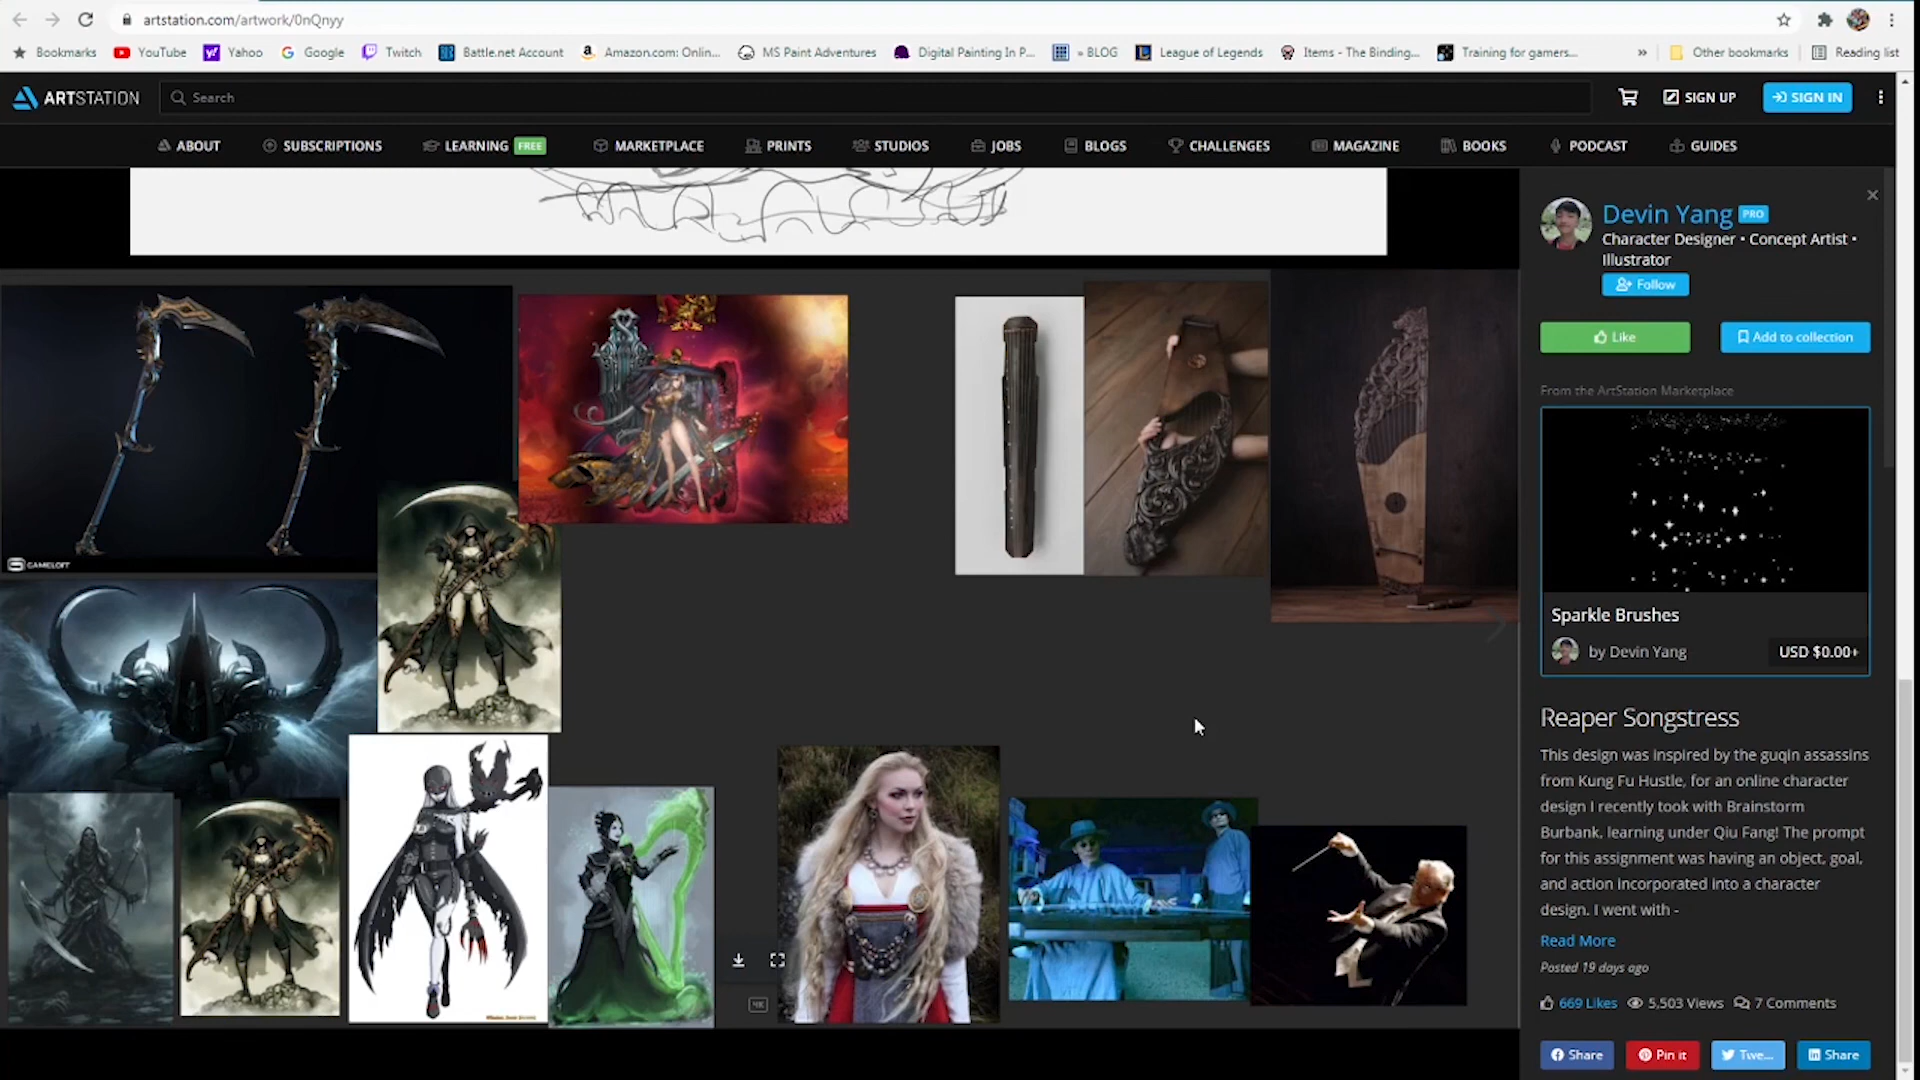 artstation.com/artwork/0nQnyy
Bookmarks YouTube Yahoo Google Twitch Battle.net Account Amazon.com: Onlin... MS Paint Adventures Digital Painting In P... » BLOG League of Legends Items - The Binding... Training for gamers... » Other bookmarks Reading list
ARTSTATION Search SIGN UP SIGN IN
ABOUT SUBSCRIPTIONS LEARNING FREE MARKETPLACE PRINTS STUDIOS JOBS BLOGS CHALLENGES MAGAZINE BOOKS PODCAST GUIDES
Devin Yang PRO
Character Designer • Concept Artist •
Illustrator
Follow
Like Add to collection
From the ArtStation Marketplace
GAMELOFT
Sparkle Brushes
by Devin Yang USD $0.00+
Reaper Songstress
This design was inspired by the guqin assassins
from Kung Fu Hustle, for an online character
design I recently took with Brainstorm
Burbank, learning under Qiu Fang! The prompt
for this assignment was having an object, goal,
and action incorporated into a character
design. I went with -
Read More
Posted 19 days ago
4K
669 Likes 5,503 Views 7 Comments
Share Pin it Twe... Share